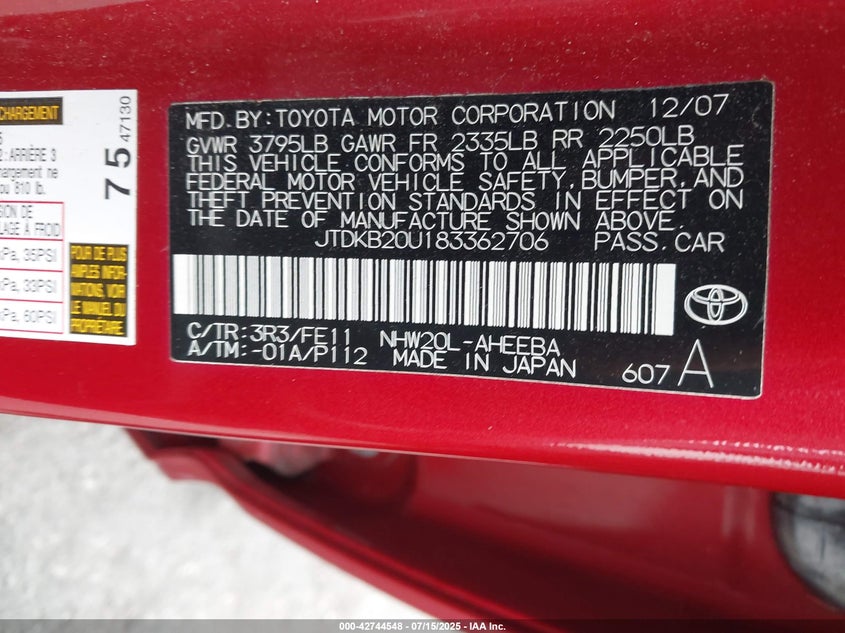 CHARGEMENT
: ARRIÈRE 3
chargement ne
ou 810 lb.
LAGE À FROID
kPa, 35PSI
kPa, 33PSI
kPa, 60PSI
75
47130
POUR DE
PLUS AM-
PLES INFOR-
MATIONS, VOIR
LE MANUEL DU
PROPRIÉTAIRE
MFD. BY: TOYOTA MOTOR CORPORATION 12/07
GVWR 3795LB GAWR FR 2335LB RR 2250LB
THIS VEHICLE CONFORMS TO ALL APPLICABLE
FEDERAL MOTOR VEHICLE SAFETY, BUMPER, AND
THEFT PREVENTION STANDARDS IN EFFECT ON
THE DATE OF MANUFACTURE SHOWN ABOVE.
JTDKB20U183362706 PASS. CAR
C/TR: 3R3/FE11 NHW20L-AHEEBA
A/TM: -01A/P112 MADE IN JAPAN
607 A
000-42744548 - 07/15/2025 - IAA Inc.